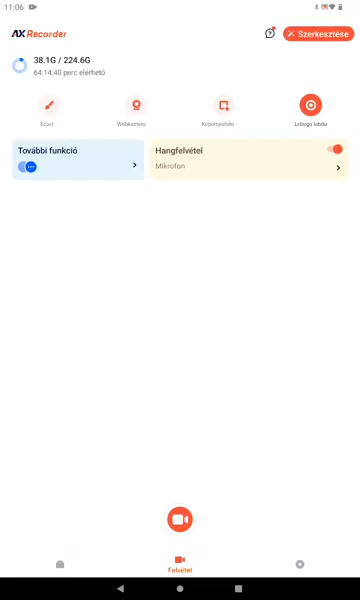 11:06
AX Recorder
Szerkesztése
38.1G / 224.6G
64:14:40 perc elérhető
Ecset
Webkamera
Képernyőfotó
Lebegő labda
További funkció
Hangfelvétel
Mikrofon
Felvétel